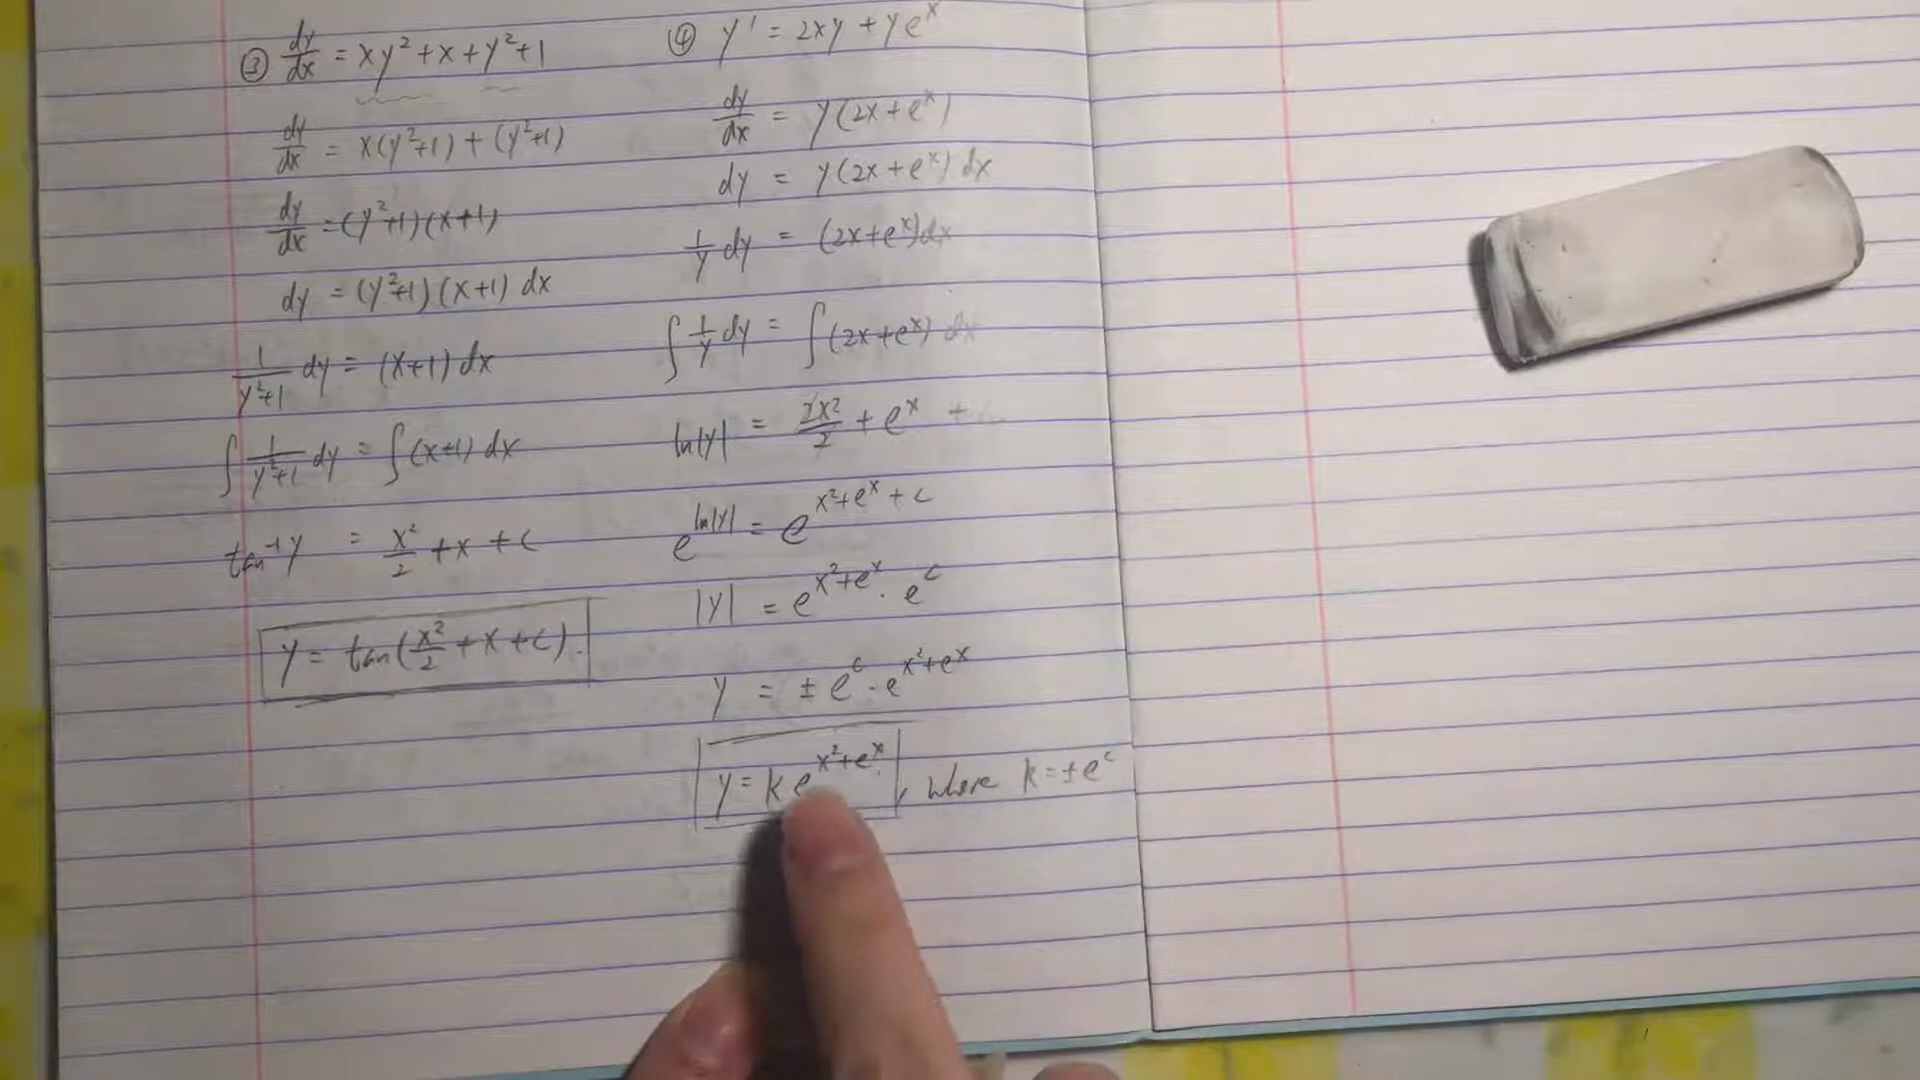 ③ dy/dx = xy² + x + y² + 1
dy/dx = x(y²+1) + (y²+1)
dy/dx = (y²+1)(x+1)
dy = (y²+1)(x+1) dx
1/(y²+1) dy = (x+1) dx
∫ 1/(y²+1) dy = ∫ (x+1) dx
tan⁻¹ y = x²/2 + x + c
y = tan(x²/2 + x + c).
④ y' = 2xy + ye^x
dy/dx = y(2x + e^x)
dy = y(2x + e^x) dx
1/y dy = (2x + e^x) dx
∫ 1/y dy = ∫ (2x + e^x) dx
ln|y| = 2x²/2 + e^x +
e^(ln|y|) = e^(x² + e^x + c)
|y| = e^(x² + e^x) · e^c
y = ± e^c · e^(x² + e^x)
y = k e^(x² + e^x), where k = ± e^c